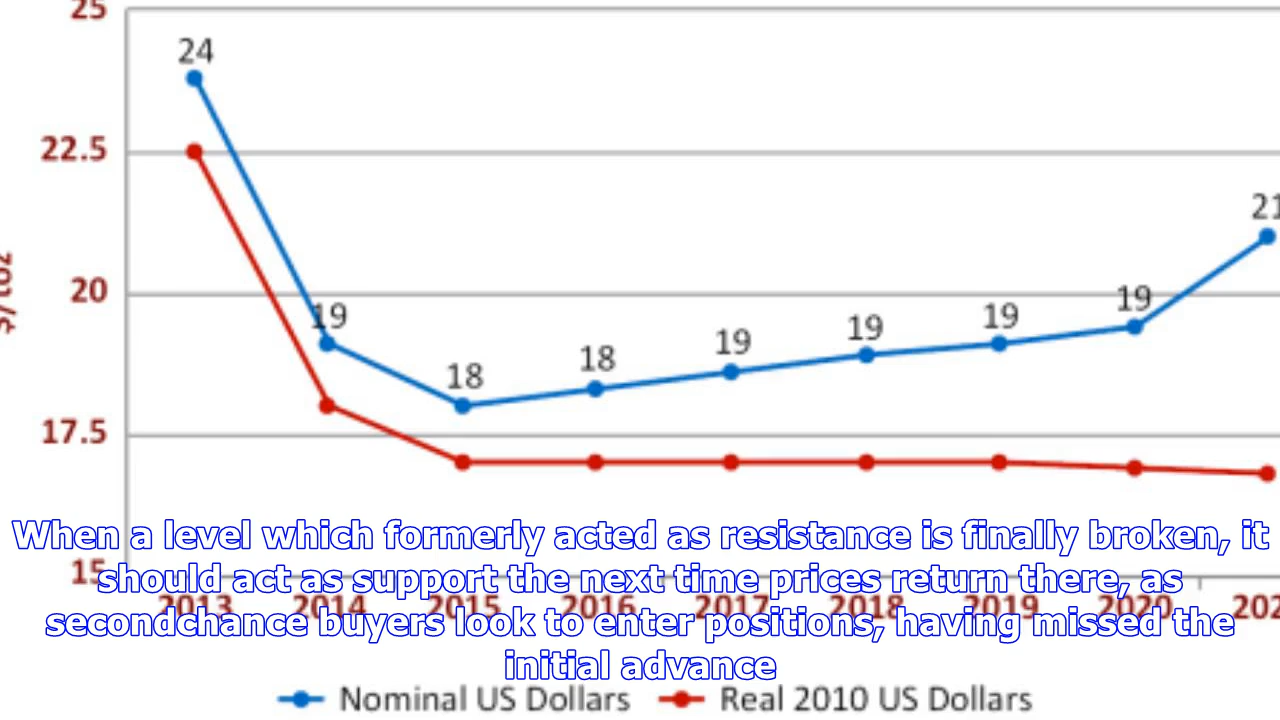 25
24
22.5
21
$/toz
20
19
19
19
19
19
18
18
17.5
When a level which formerly acted as resistance is finally broken, it
15
should act as support the next time prices return there, as
2013 2014 2015 2016 2017 2018 2019 2020 202
secondchance buyers look to enter positions, having missed the
initial advance
Nominal US Dollars Real 2010 US Dollars